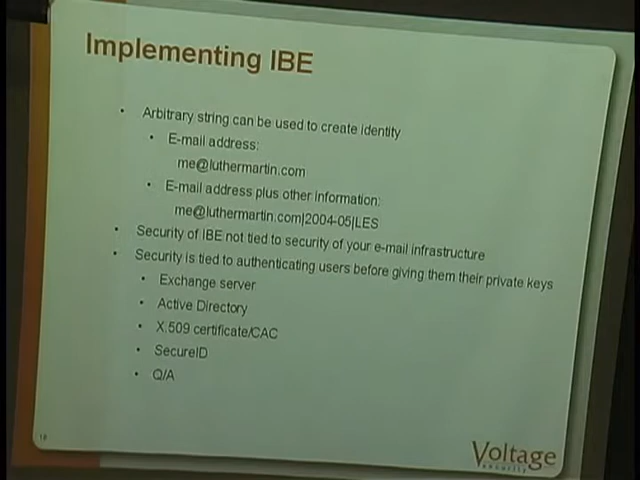 Implementing IBE
• Arbitrary string can be used to create identity
• E-mail address:
me@luthermartin.com
• E-mail address plus other information:
me@luthermartin.com|2004-05|LES
• Security of IBE not tied to security of your e-mail infrastructure
• Security is tied to authenticating users before giving them their private keys
• Exchange server
• Active Directory
• X.509 certificate/CAC
• SecureID
• Q/A
Voltage
security